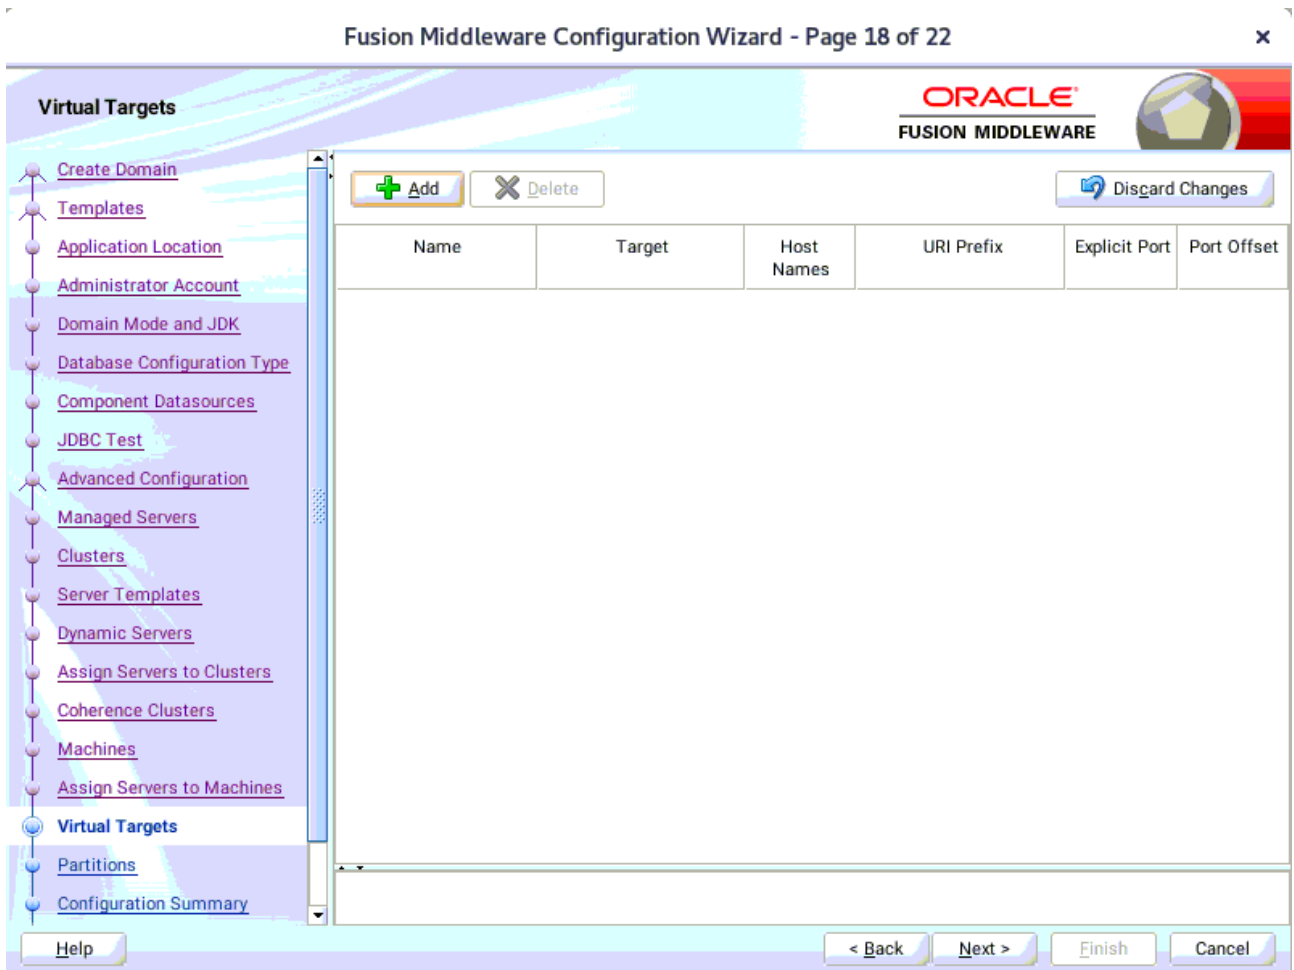 Fusion Middleware Configuration Wizard - Page 18 of 22
Virtual Targets
ORACLE
FUSION MIDDLEWARE
Create Domain
Templates
Application Location
Administrator Account
Domain Mode and JDK
Database Configuration Type
Component Datasources
JDBC Test
Advanced Configuration
Managed Servers
Clusters
Server Templates
Dynamic Servers
Assign Servers to Clusters
Coherence Clusters
Machines
Assign Servers to Machines
Virtual Targets
Partitions
Configuration Summary
Add Delete Discard Changes
Name Target Host Names URI Prefix Explicit Port Port Offset
Help < Back Next > Finish Cancel